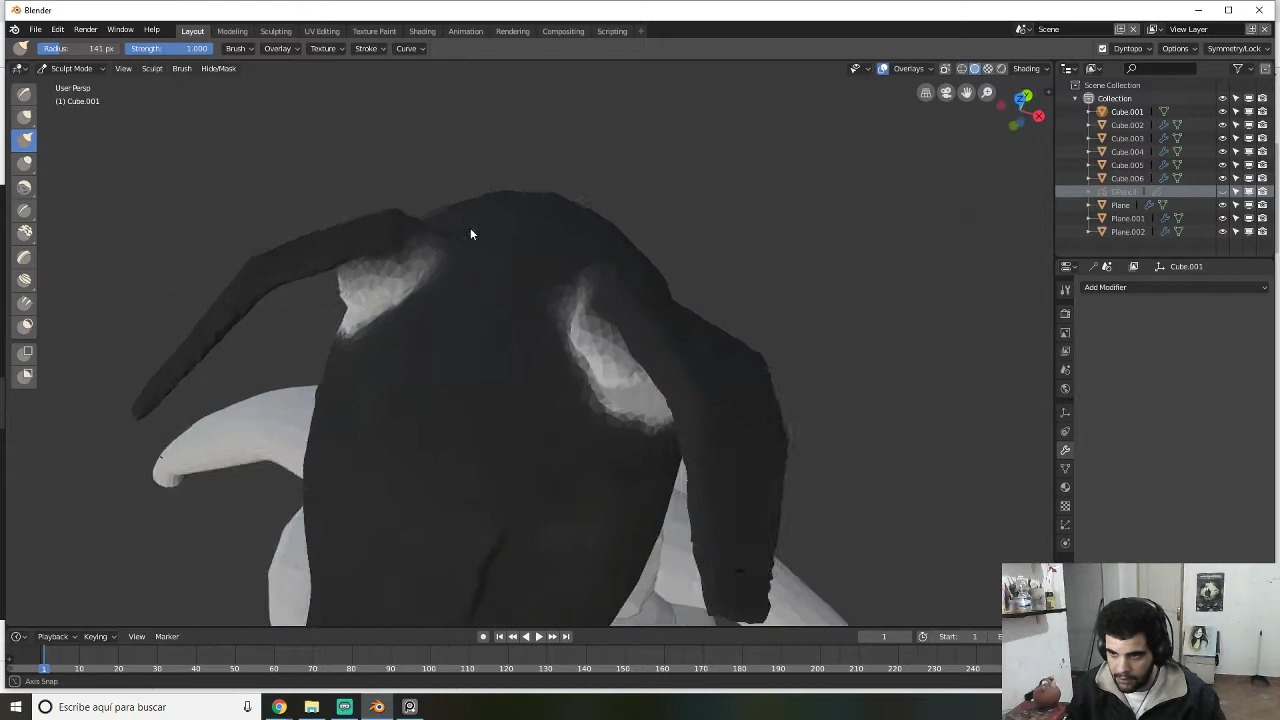 Blender
File Edit Render Window Help Layout Modeling Sculpting UV Editing Texture Paint Shading Animation Rendering Compositing Scripting + Scene View Layer
Radius: 141 px Strength: 1.000 Brush Overlay Texture Stroke Curve Dyntopo Options Symmetry/Lock
Sculpt Mode View Sculpt Brush Hide/Mask Overlays Shading
User Persp
(1) Cube.001
Z Y X
Scene Collection
Collection
Cube.001
Cube.002
Cube.003
Cube.004
Cube.005
Cube.006
GPencil
Plane
Plane.001
Plane.002
Cube.001
Add Modifier
Playback Keying View Marker 1 Start: 1
1 10 20 30 40 50 60 70 80 90 100 110 120 130 140 150 160 170 180 190 200 210 220 230 240
Axis Snap
Escribe aquí para buscar